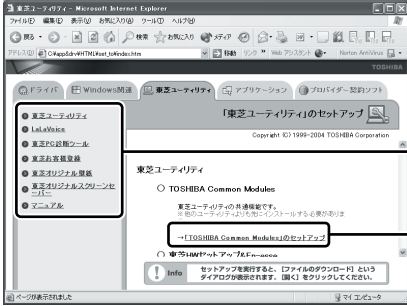 東芝ユーティリティ - Microsoft Internet Explorer
ファイル(F) 編集(E) 表示(V) お気に入り(A) ツール(T) ヘルプ(H)
戻る 検索 お気に入り メディア
アドレス(D) C:¥app&drv¥HTML¥set_to¥index.htm 移動 リンク Web アシスタント Norton AntiVirus
TOSHIBA
ドライバ Windows関連 東芝ユーティリティ アプリケーション プロバイダー契約ソフト
「東芝ユーティリティ」のセットアップ
Copyright (C) 1999-2004 TOSHIBA Corporation
東芝ユーティリティ
LaLaVoice
東芝PC診断ツール
東芝お客様登録
東芝オリジナル壁紙
東芝オリジナルスクリーンセーバー
マニュアル
東芝ユーティリティ
TOSHIBA Common Modules
東芝ユーティリティの共通機能です。
※他のユーティリティよりも先にインストールする必要がありま
→「TOSHIBA Common Modules」のセットアップ
東芝HWセットアップ&Fn-esse
Info セットアップを実行すると、[ファイルのダウンロード] という
ダイアログが表示されます。[開く]をクリックしてください。
ページが表示されました マイ コンピュータ